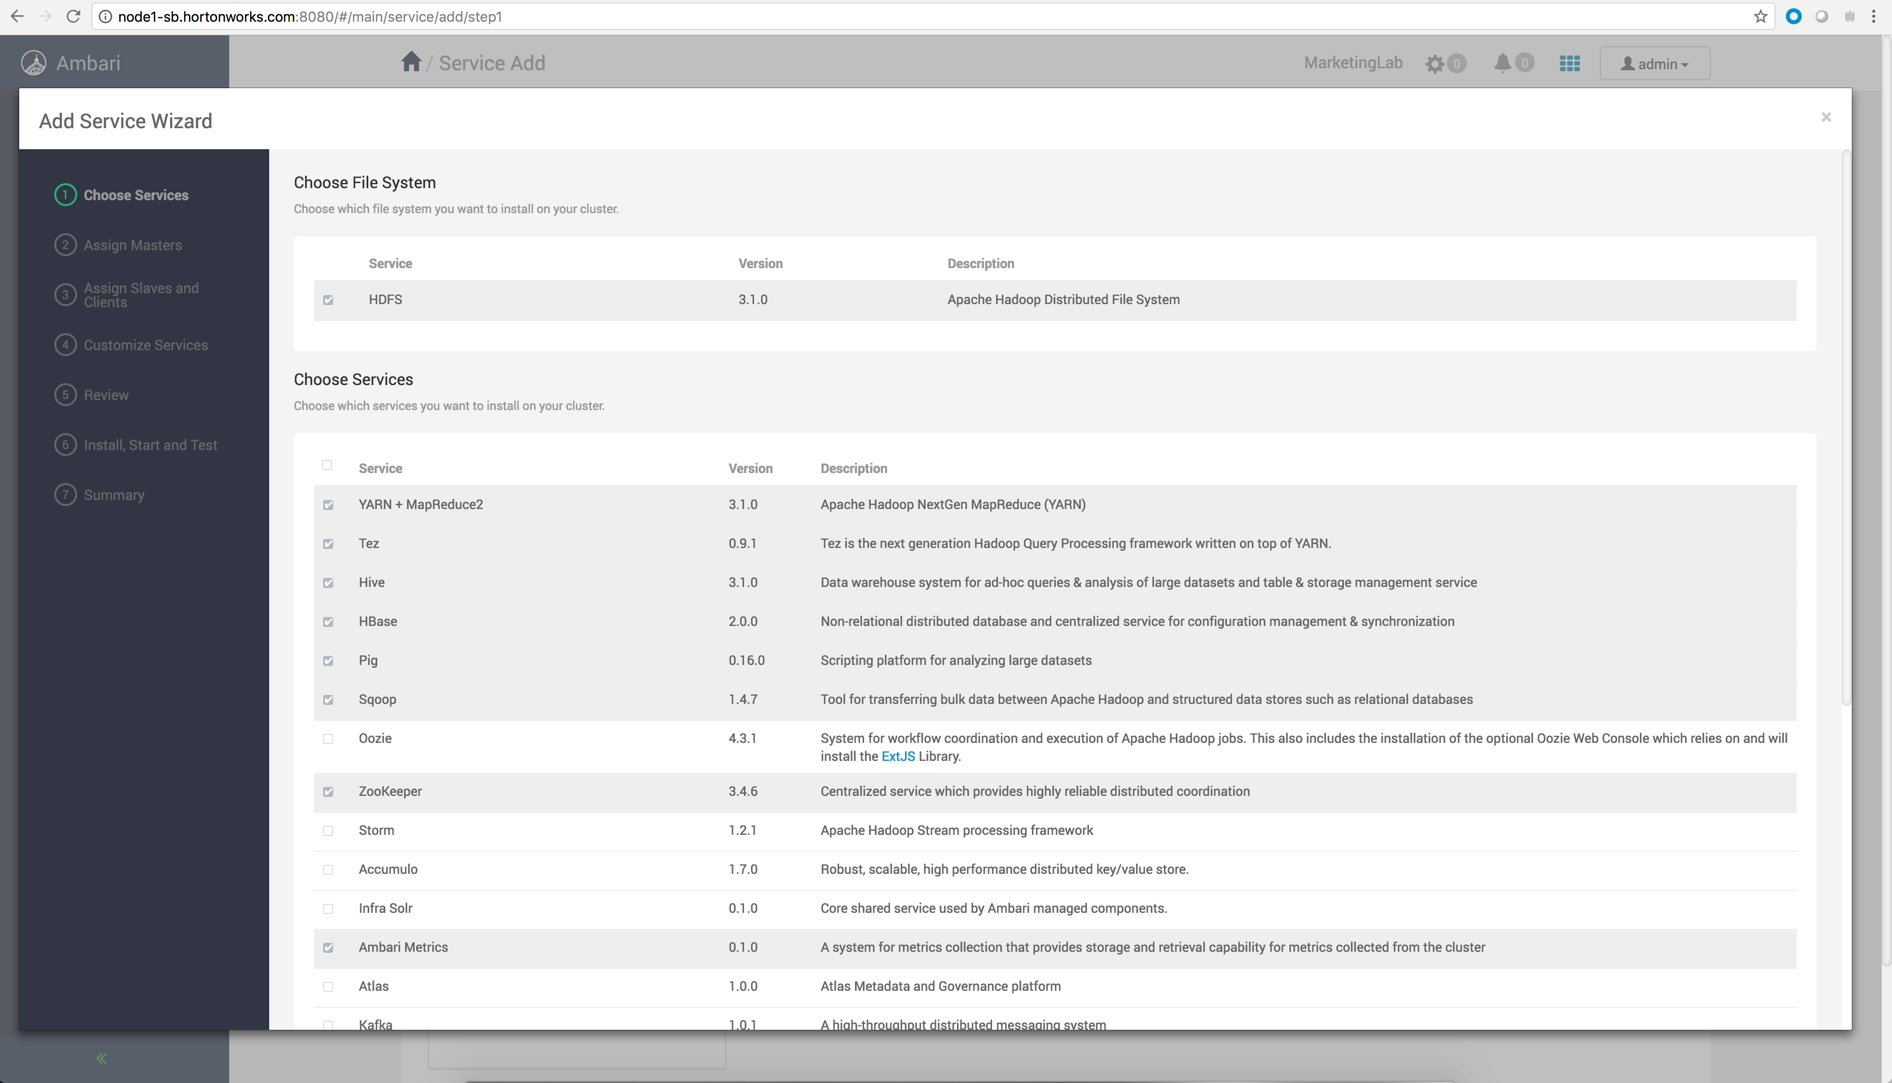 node1-sb.hortonworks.com:8080/#/main/service/add/step1
Ambari
/ Service Add
MarketingLab
0
0
admin
Add Service Wizard
×
1 Choose Services
2 Assign Masters
3 Assign Slaves and
Clients
4 Customize Services
5 Review
6 Install, Start and Test
7 Summary
Choose File System
Choose which file system you want to install on your cluster.
Service Version Description
HDFS 3.1.0 Apache Hadoop Distributed File System
Choose Services
Choose which services you want to install on your cluster.
Service Version Description
YARN + MapReduce2 3.1.0 Apache Hadoop NextGen MapReduce (YARN)
Tez 0.9.1 Tez is the next generation Hadoop Query Processing framework written on top of YARN.
Hive 3.1.0 Data warehouse system for ad-hoc queries & analysis of large datasets and table & storage management service
HBase 2.0.0 Non-relational distributed database and centralized service for configuration management & synchronization
Pig 0.16.0 Scripting platform for analyzing large datasets
Sqoop 1.4.7 Tool for transferring bulk data between Apache Hadoop and structured data stores such as relational databases
Oozie 4.3.1 System for workflow coordination and execution of Apache Hadoop jobs. This also includes the installation of the optional Oozie Web Console which relies on and will
install the ExtJS Library.
ZooKeeper 3.4.6 Centralized service which provides highly reliable distributed coordination
Storm 1.2.1 Apache Hadoop Stream processing framework
Accumulo 1.7.0 Robust, scalable, high performance distributed key/value store.
Infra Solr 0.1.0 Core shared service used by Ambari managed components.
Ambari Metrics 0.1.0 A system for metrics collection that provides storage and retrieval capability for metrics collected from the cluster
Atlas 1.0.0 Atlas Metadata and Governance platform
Kafka 1.0.1 A high-throughput distributed messaging system
«